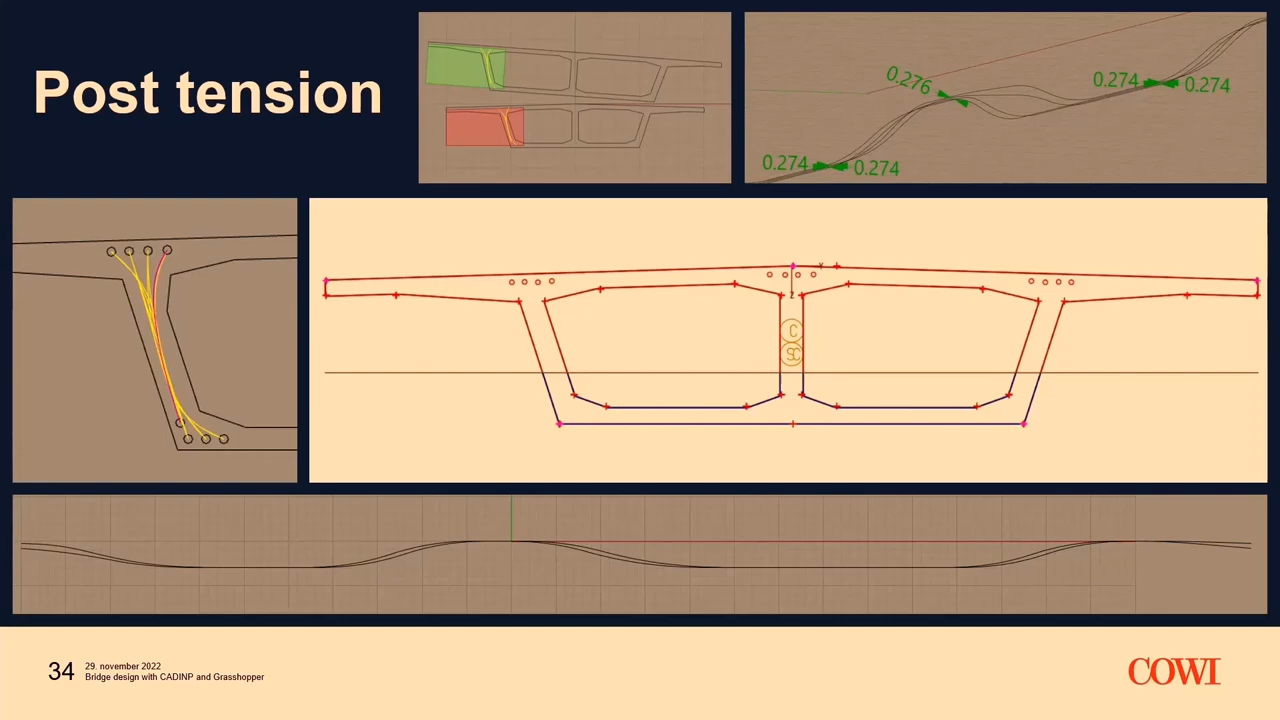 Post tension
0.276
0.274
0.274
0.274
0.274
Y
Z
C
SC
34
29. november 2022
Bridge design with CADINP and Grasshopper
COWI